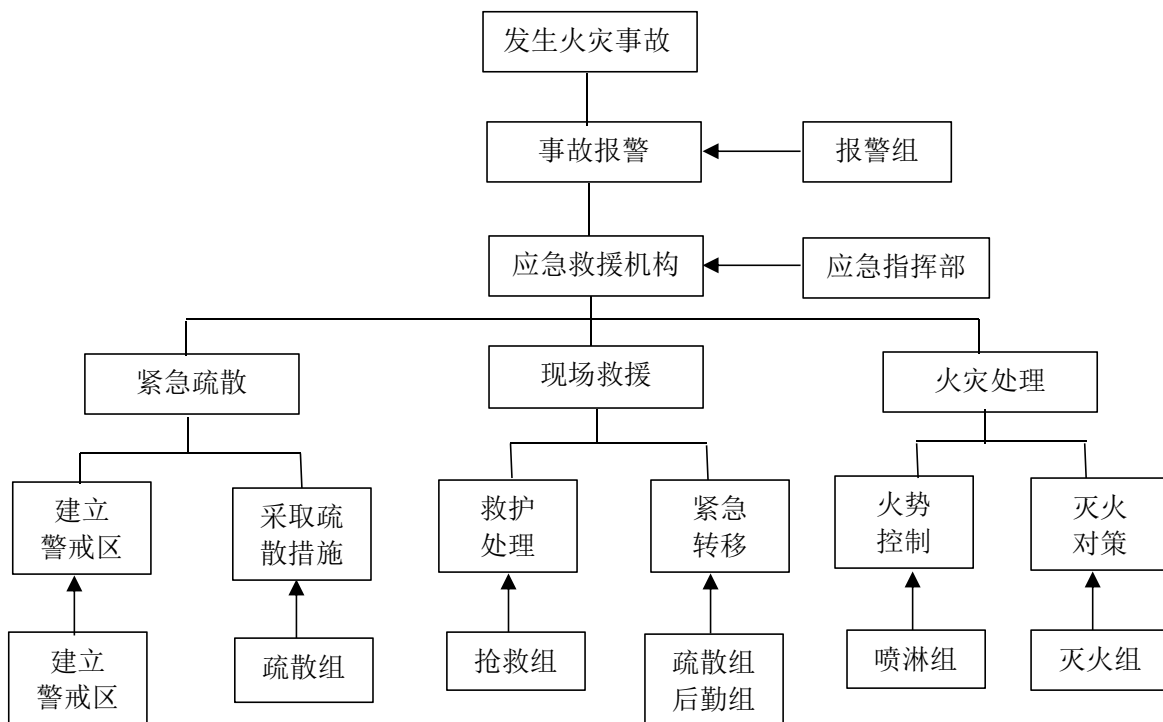 发生火灾事故
事故报警
报警组
应急救援机构
应急指挥部
紧急疏散
现场救援
火灾处理
建立
警戒区
采取疏
散措施
救护
处理
紧急
转移
火势
控制
灭火
对策
建立
警戒区
疏散组
抢救组
疏散组
后勤组
喷淋组
灭火组